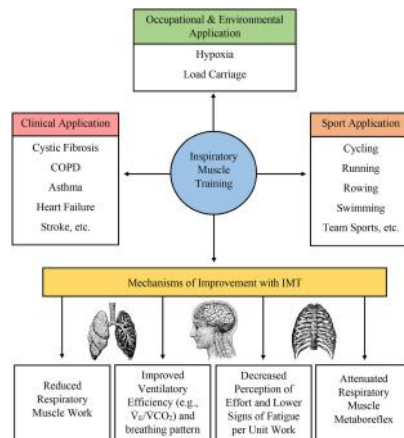 Occupational & Environmental
Application
Hypoxia
Load Carriage
Clinical Application
Cystic Fibrosis
COPD
Asthma
Heart Failure
Stroke, etc.
Inspiratory
Muscle
Training
Sport Application
Cycling
Running
Rowing
Swimming
Team Sports, etc.
Mechanisms of Improvement with IMT
Reduced
Respiratory
Muscle Work
Improved
Ventilatory
Efficiency (e.g.,
V̇E/V̇CO2) and
breathing pattern
Decreased
Perception of
Effort and Lower
Signs of Fatigue
per Unit Work
Attenuated
Respiratory
Muscle
Metaboreflex